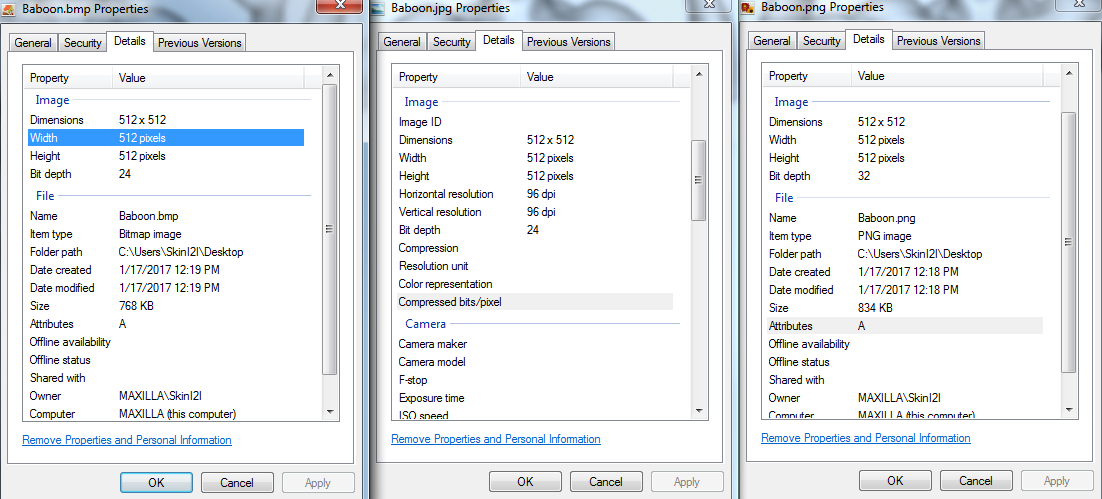 Baboon.bmp Properties
General Security Details Previous Versions
Property Value
Image
Dimensions 512 x 512
Width 512 pixels
Height 512 pixels
Bit depth 24
File
Name Baboon.bmp
Item type Bitmap image
Folder path C:\Users\SkinI2I\Desktop
Date created 1/17/2017 12:19 PM
Date modified 1/17/2017 12:19 PM
Size 768 KB
Attributes A
Offline availability
Offline status
Shared with
Owner MAXILLA\SkinI2I
Computer MAXILLA (this computer)
Remove Properties and Personal Information
OK Cancel Apply
Baboon.jpg Properties
General Security Details Previous Versions
Property Value
Image
Image ID
Dimensions 512 x 512
Width 512 pixels
Height 512 pixels
Horizontal resolution 96 dpi
Vertical resolution 96 dpi
Bit depth 24
Compression
Resolution unit
Color representation
Compressed bits/pixel
Camera
Camera maker
Camera model
F-stop
Exposure time
ISO speed
Remove Properties and Personal Information
OK Cancel Apply
Baboon.png Properties
General Security Details Previous Versions
Property Value
Image
Dimensions 512 x 512
Width 512 pixels
Height 512 pixels
Bit depth 32
File
Name Baboon.png
Item type PNG image
Folder path C:\Users\SkinI2I\Desktop
Date created 1/17/2017 12:18 PM
Date modified 1/17/2017 12:18 PM
Size 834 KB
Attributes A
Offline availability
Offline status
Shared with
Owner MAXILLA\SkinI2I
Computer MAXILLA (this computer)
Remove Properties and Personal Information
OK Cancel Apply